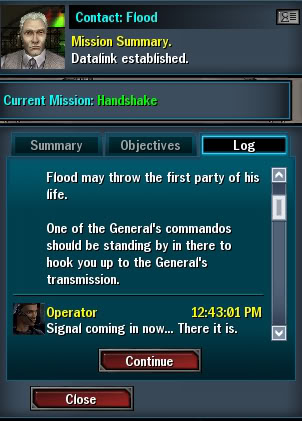 Contact: Flood
Mission Summary.
Datalink established.
Current Mission: Handshake
Summary
Objectives
Log
Flood may throw the first party of his
life.
One of the General's commandos
should be standing by in there to
hook you up to the General's
transmission.
Operator 12:43:01 PM
Signal coming in now... There it is.
Continue
Close